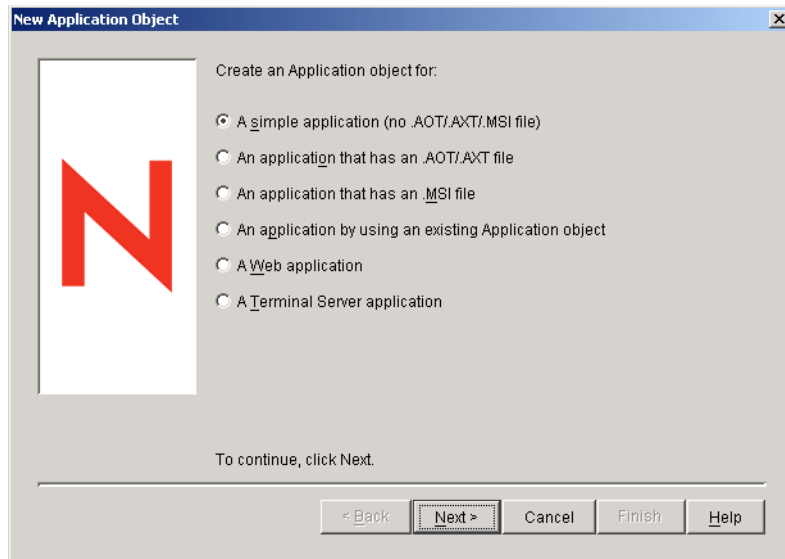 New Application Object
Create an Application object for:
A simple application (no .AOT/.AXT/.MSI file)
An application that has an .AOT/.AXT file
An application that has an .MSI file
An application by using an existing Application object
A Web application
A Terminal Server application
To continue, click Next.
< Back Next > Cancel Finish Help